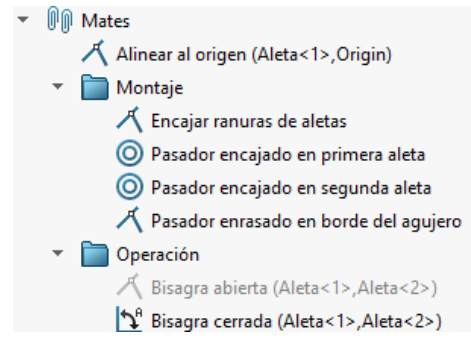 Mates
Alinear al origen (Aleta<1>,Origin)
Montaje
Encajar ranuras de aletas
Pasador encajado en primera aleta
Pasador encajado en segunda aleta
Pasador enrasado en borde del agujero
Operación
Bisagra abierta (Aleta<1>,Aleta<2>)
Bisagra cerrada (Aleta<1>,Aleta<2>)